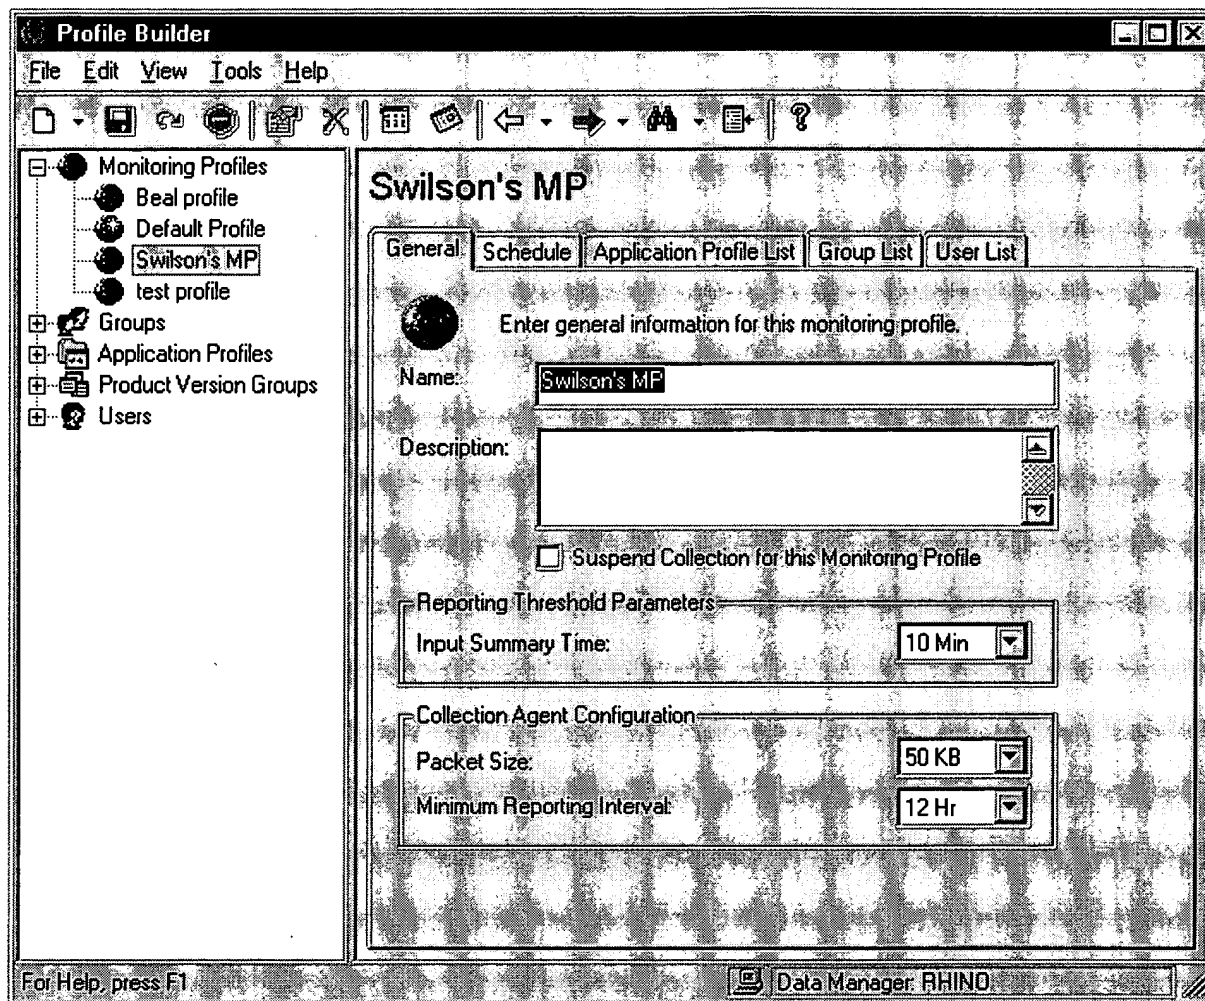 Profile Builder
File Edit View Tools Help
Monitoring Profiles
Beal profile
Default Profile
Swilson's MP
test profile
Groups
Application Profiles
Product Version Groups
Users
Swilson's MP
General Schedule Application Profile List Group List User List
Enter general information for this monitoring profile.
Name: Swilson's MP
Description:
Suspend Collection for this Monitoring Profile
Reporting Threshold Parameters
Input Summary Time: 10 Min
Collection Agent Configuration
Packet Size: 50 KB
Minimum Reporting Interval: 12 Hr
For Help, press F1 Data Manager: RHINO